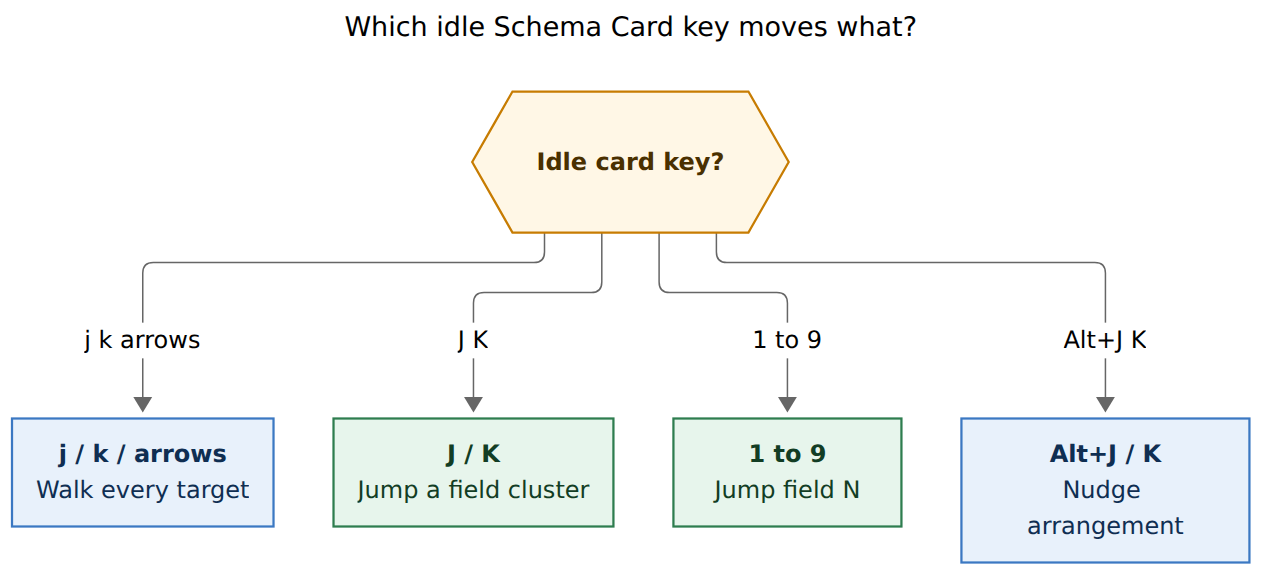 Which idle Schema Card key moves what?
Idle card key?
j k arrows
J K
1 to 9
Alt+J K
j / k / arrows
Walk every target
J / K
Jump a field cluster
1 to 9
Jump field N
Alt+J / K
Nudge
arrangement